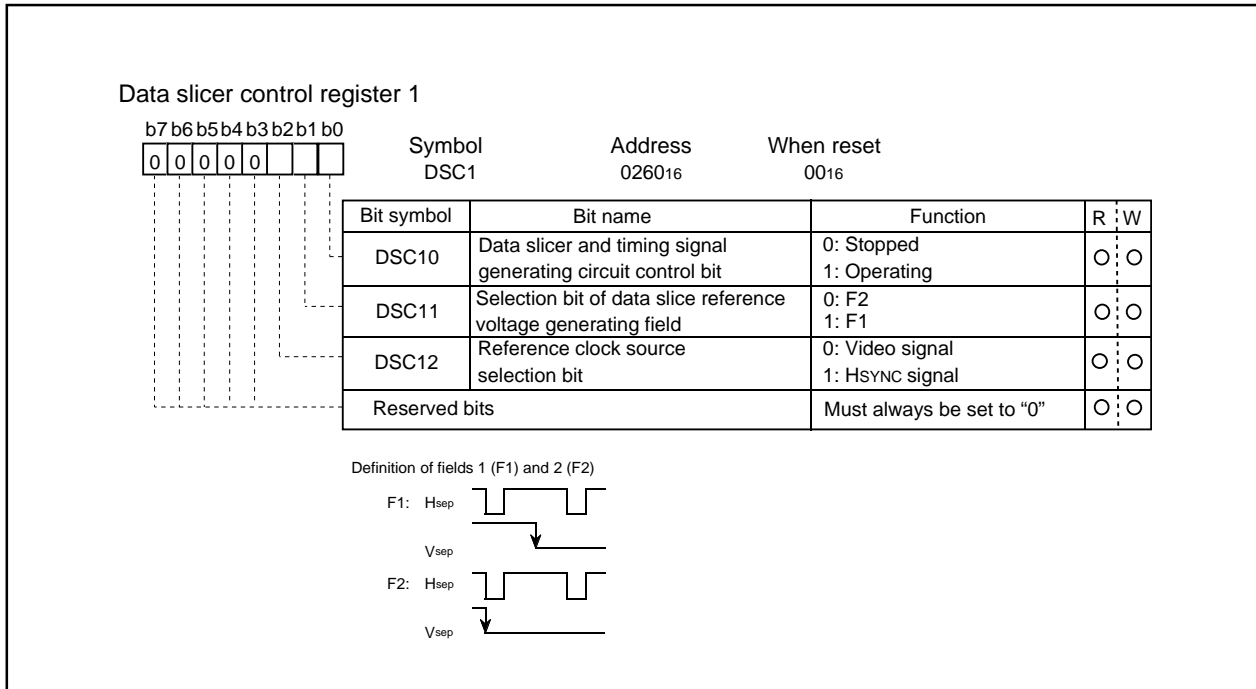 Data slicer control register 1
b7 b6 b5 b4 b3 b2 b1 b0
0 0 0 0 0
Symbol Address When reset
DSC1 026016 0016
Bit symbol Bit name Function R W
DSC10 Data slicer and timing signal 0: Stopped
generating circuit control bit 1: Operating
DSC11 Selection bit of data slice reference 0: F2
voltage generating field 1: F1
DSC12 Reference clock source 0: Video signal
selection bit 1: HSYNC signal
Reserved bits Must always be set to “0”
Definition of fields 1 (F1) and 2 (F2)
F1: Hsep
Vsep
F2: Hsep
Vsep